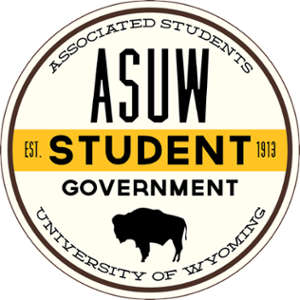 ASSOCIATED STUDENTS
ASUW
EST. STUDENT 1913
GOVERNMENT
UNIVERSITY OF WYOMING